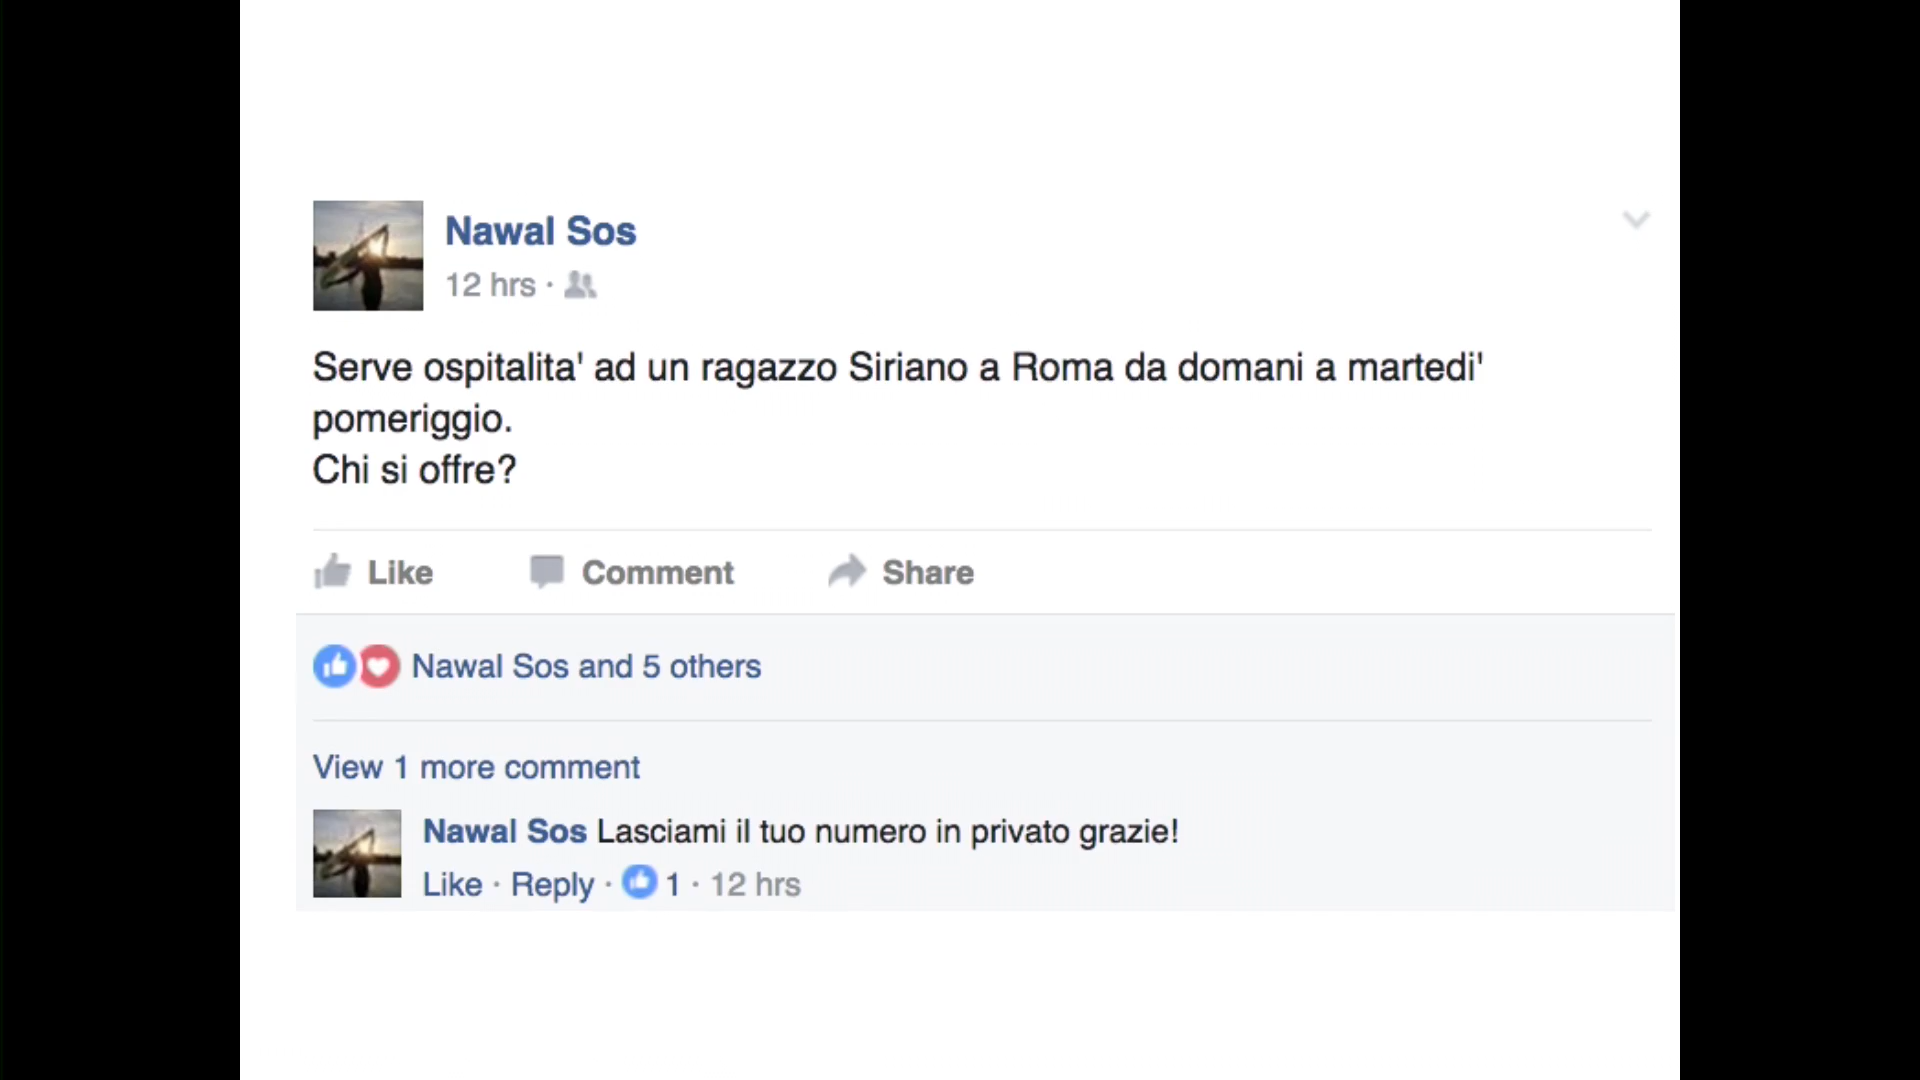 Nawal Sos
12 hrs ·
Serve ospitalita' ad un ragazzo Siriano a Roma da domani a martedi'
pomeriggio.
Chi si offre?
Like Comment Share
Nawal Sos and 5 others
View 1 more comment
Nawal Sos Lasciami il tuo numero in privato grazie!
Like · Reply · 1 · 12 hrs